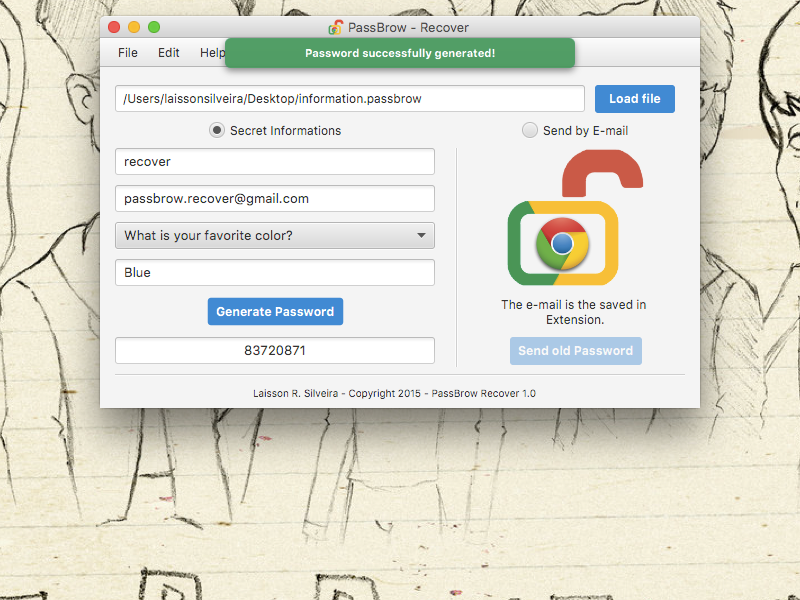 PassBrow - Recover
File Edit Help
Password successfully generated!
/Users/laissonsilveira/Desktop/information.passbrow
Load file
Secret Informations
Send by E-mail
recover
passbrow.recover@gmail.com
What is your favorite color?
Blue
Generate Password
83720871
The e-mail is the saved in
Extension.
Send old Password
Laisson R. Silveira - Copyright 2015 - PassBrow Recover 1.0